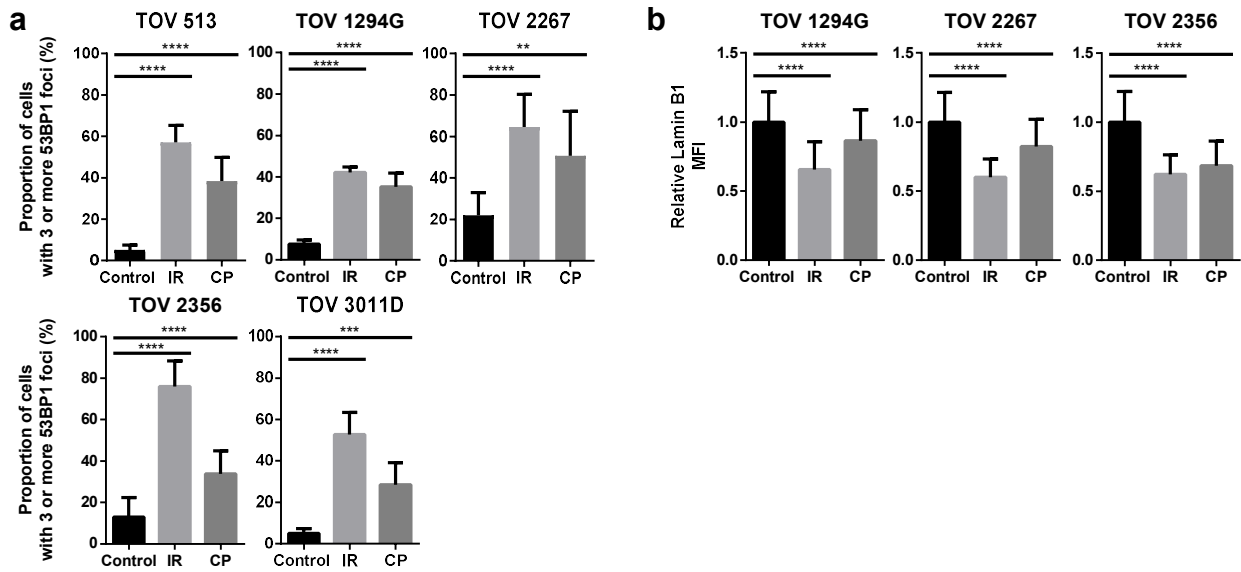 a
TOV 513
Proportion of cells
with 3 or more 53BP1 foci (%)
100
80
60
40
20
0
****
****
Control IR CP
TOV 1294G
100
80
60
40
20
0
****
****
Control IR CP
TOV 2267
100
80
60
40
20
0
**
****
Control IR CP
TOV 2356
Proportion of cells
with 3 or more 53BP1 foci (%)
100
80
60
40
20
0
****
****
Control IR CP
TOV 3011D
100
80
60
40
20
0
***
****
Control IR CP
b
TOV 1294G
Relative Lamin B1
MFI
1.5
1.0
0.5
0.0
****
****
Control IR CP
TOV 2267
1.5
1.0
0.5
0.0
****
****
Control IR CP
TOV 2356
1.5
1.0
0.5
0.0
****
****
Control IR CP